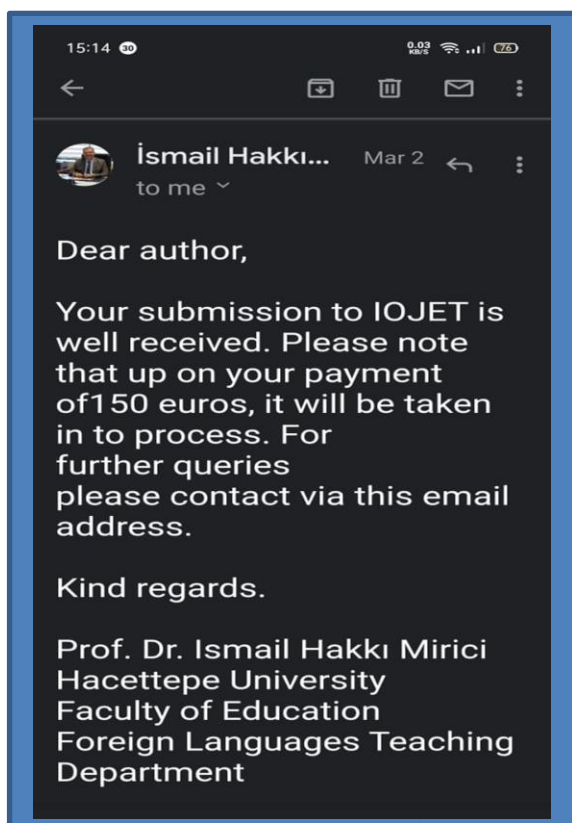 15:14 30 0.03 KB/S 76
İsmail Hakkı... Mar 2
to me
Dear author,
Your submission to IOJET is
well received. Please note
that up on your payment
of150 euros, it will be taken
in to process. For
further queries
please contact via this email
address.
Kind regards.
Prof. Dr. Ismail Hakkı Mirici
Hacettepe University
Faculty of Education
Foreign Languages Teaching
Department